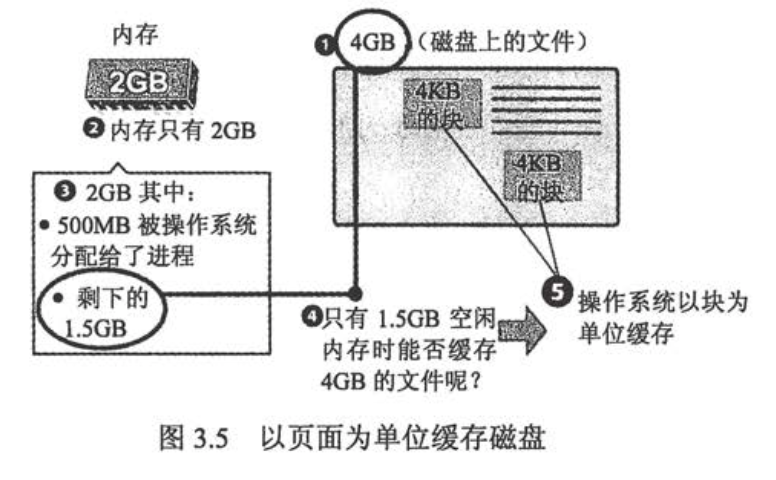 内存
2GB
❷内存只有 2GB
❸ 2GB 其中：
• 500MB 被操作系统
分配给了进程
• 剩下的
1.5GB
❶ 4GB（磁盘上的文件）
4KB
的块
4KB
的块
❹只有 1.5GB 空闲
内存时能否缓存
4GB 的文件呢？
❺ 操作系统以块为
单位缓存
图 3.5 以页面为单位缓存磁盘